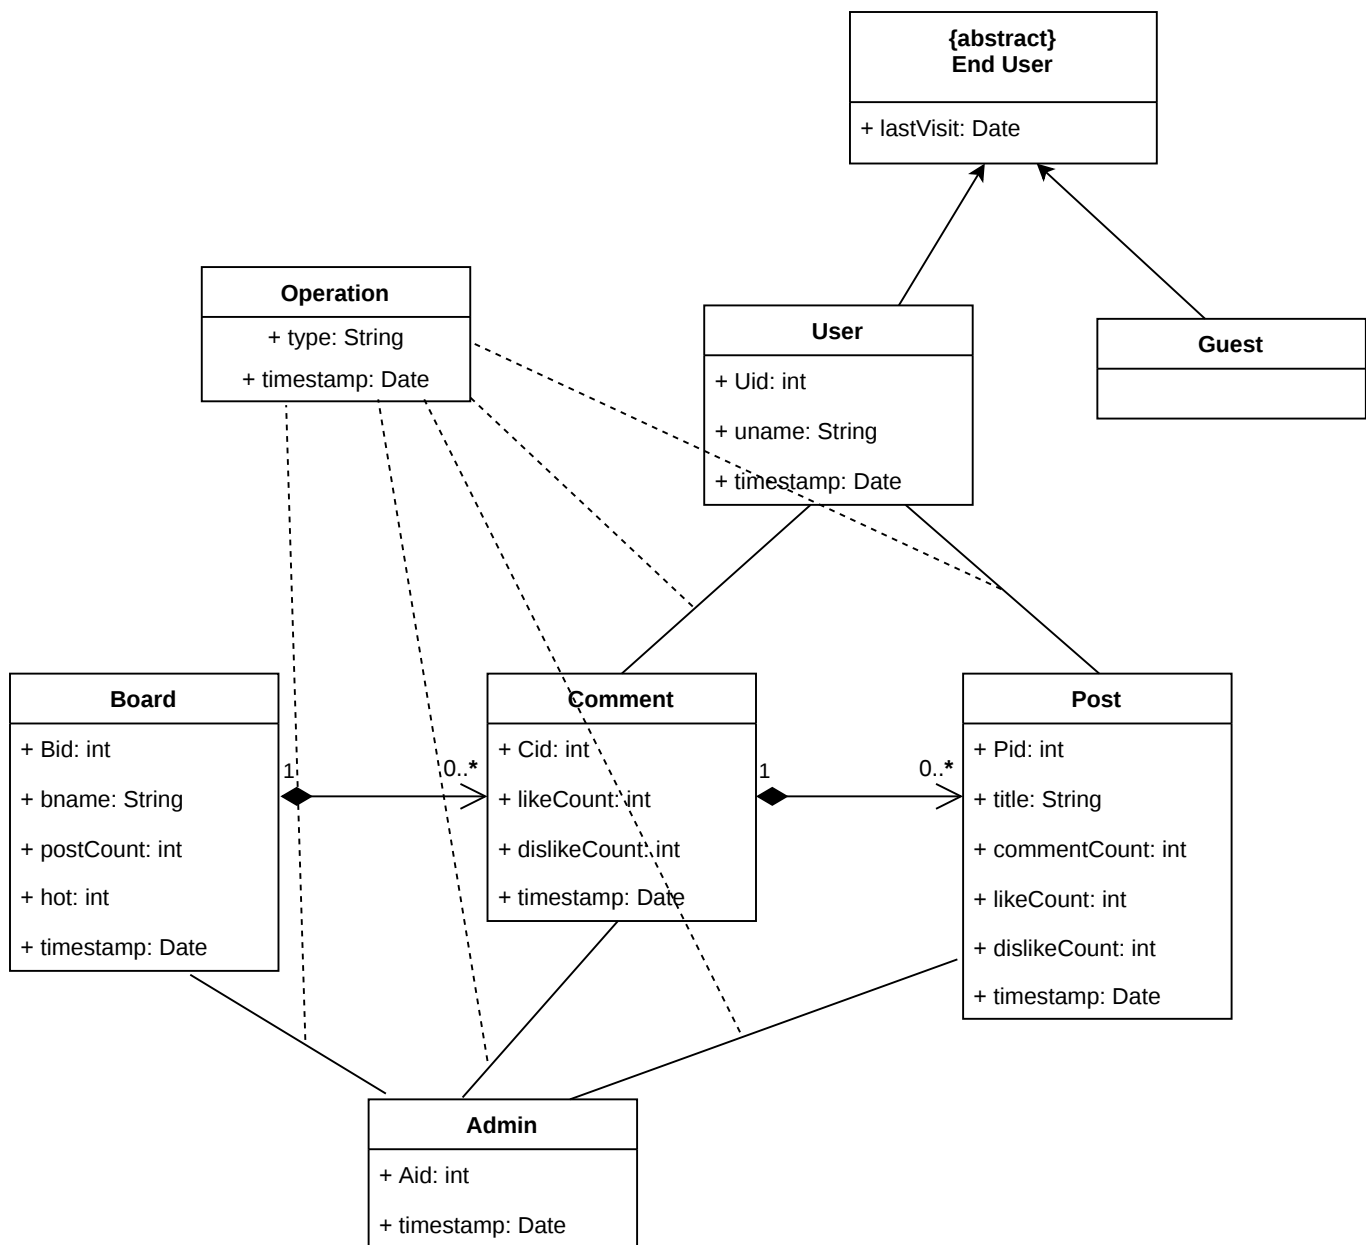 {abstract}
End User
+ lastVisit: Date
Operation
+ type: String
+ timestamp: Date
User
+ Uid: int
+ uname: String
+ timestamp: Date
Guest
Board
+ Bid: int
+ bname: String
+ postCount: int
+ hot: int
+ timestamp: Date
1
0..*
Comment
+ Cid: int
+ likeCount: int
+ dislikeCount: int
+ timestamp: Date
1
0..*
Post
+ Pid: int
+ title: String
+ commentCount: int
+ likeCount: int
+ dislikeCount: int
+ timestamp: Date
Admin
+ Aid: int
+ timestamp: Date